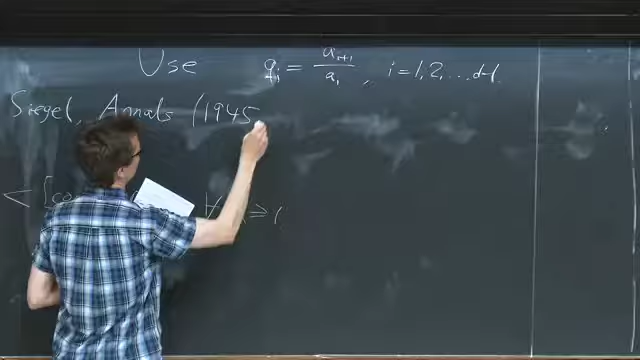 Use q_i = a_{i+1} / a_1 , i = 1, 2, ... d-1.
Siegel, Annals (1945
< ∀ ⇒